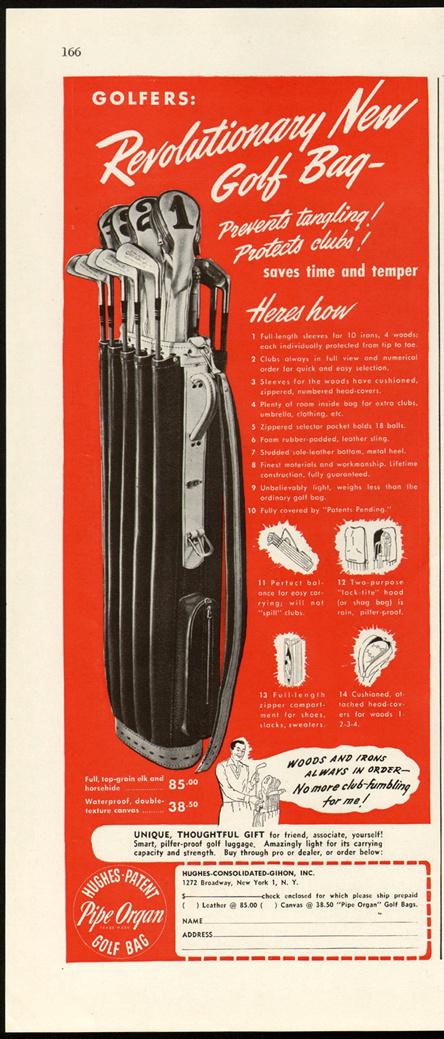 166
GOLFERS:
Revolutionary New
Golf Bag-
Prevents tangling!
Protects clubs!
saves time and temper
Heres how
1 Full-length sleeves for 10 irons, 4 woods;
each individually protected from tip to toe.
2 Clubs always in full view and numerical
order for quick and easy selection.
3 Sleeves for the woods have cushioned,
zippered, numbered head-covers.
4 Plenty of room inside bag for extra clubs,
umbrella, clothing, etc.
5 Zippered selector pocket holds 18 balls.
6 Foam rubber-padded, leather sling.
7 Studded sole-leather bottom, metal heel.
8 Finest materials and workmanship. Lifetime
construction, fully guaranteed.
9 Unbelievably light, weighs less than the
ordinary golf bag.
10 Fully covered by "Patents Pending."
2 1
11 Perfect bal-
ance for easy car-
rying; will not
"spill" clubs.
12 Two-purpose
"lock-tite" hood
(or shag bag) is
rain, pilfer-proof.
13 Full-length
zipper compart-
ment for shoes,
slacks, sweaters.
14 Cushioned, at-
tached head-cov-
ers for woods 1-
2-3-4.
Full, top-grain elk and
horsehide .......... 85.00
Waterproof, double-
texture canvas .......... 38.50
WOODS AND IRONS
ALWAYS IN ORDER—
No more club-fumbling
for me!
UNIQUE, THOUGHTFUL GIFT for friend, associate, yourself!
Smart, pilfer-proof golf luggage. Amazingly light for its carrying
capacity and strength. Buy through pro or dealer, or order below:
HUGHES-PATENT
Pipe Organ
TRADE MARK
GOLF BAG
HUGHES-CONSOLIDATED-GIHON, INC.
1272 Broadway, New York 1, N. Y.
$__________check enclosed for which please ship prepaid
( ) Leather @ 85.00 ( ) Canvas @ 38.50 "Pipe Organ" Golf Bags.
NAME
ADDRESS